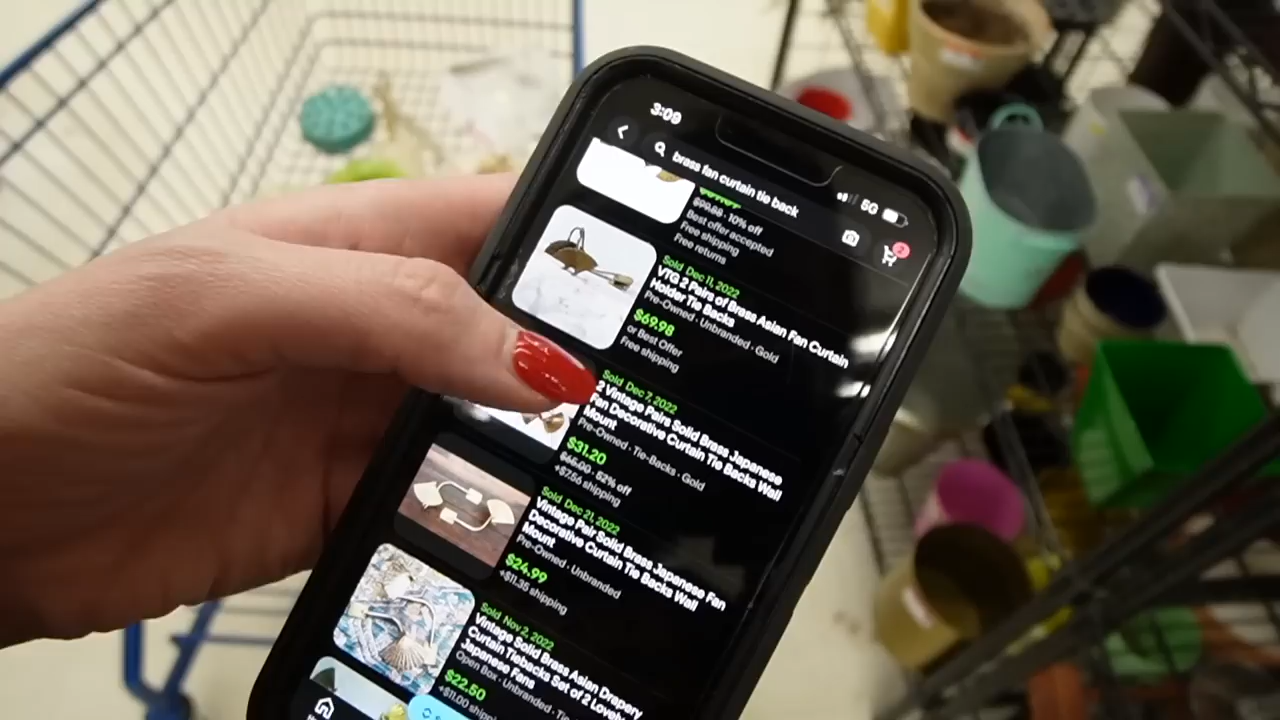 3:09
5G
brass fan curtain tie back
2
$99.88 · 10% off
Best offer accepted
Free shipping
Free returns
Sold Dec 11, 2022
VTG 2 Pairs of Brass Asian Fan Curtain
Holder Tie Backs
Pre-Owned · Unbranded · Gold
$69.98
or Best Offer
Free shipping
Sold Dec 7, 2022
2 Vintage Pairs Solid Brass Japanese
Fan Decorative Curtain Tie Backs Wall
Mount
Pre-Owned · Tie-Backs · Gold
$31.20
$65.00 · 52% off
+$7.56 shipping
Sold Dec 21, 2022
Vintage Pair Solid Brass Japanese Fan
Decorative Curtain Tie Backs Wall
Mount
Pre-Owned · Unbranded
$24.99
+$11.35 shipping
Sold Nov 2, 2022
Vintage Solid Brass Asian Drapery
Curtain Tiebacks Set of 2 Lovely
Japanese Fans
Open Box · Unbranded
$22.50
+$11.00 shipping